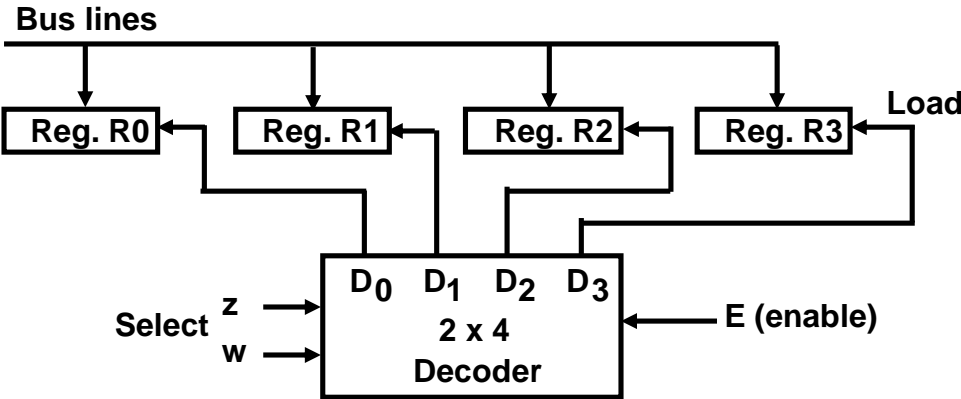 Bus lines
Load
Reg. R0 Reg. R1 Reg. R2 Reg. R3
D0 D1 D2 D3
z
Select
w
2 x 4
Decoder
E (enable)